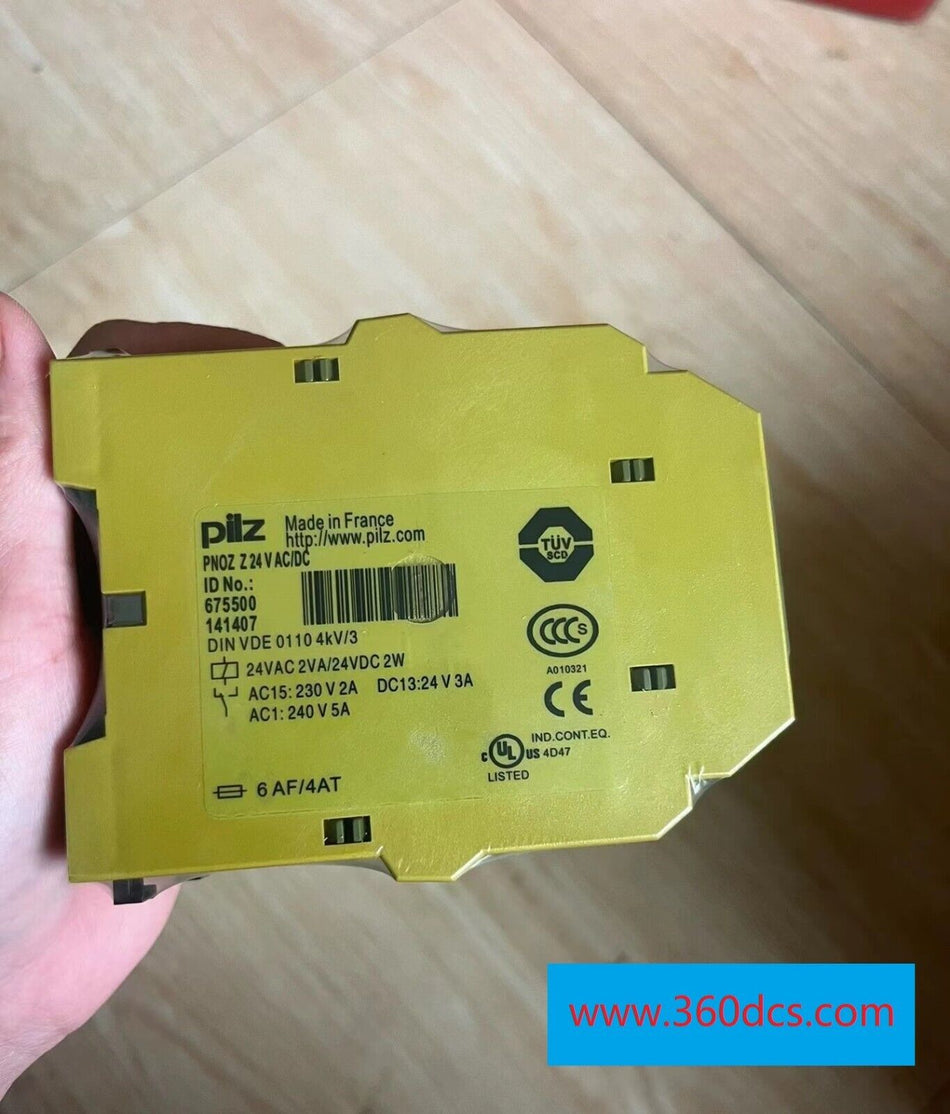 pilz
Made in France
http://www.pilz.com
PNOZ Z 24 V AC/DC
ID No.:
675500
141407
DIN VDE 0110 4kV/3
24VAC 2VA/24VDC 2W
AC15: 230 V 2A DC13:24 V 3A
AC1: 240 V 5A
6 AF/4AT
TÜV
SCD
CCC S
A010321
CE
IND.CONT.EQ.
c UL US 4D47
LISTED
www.360dcs.com